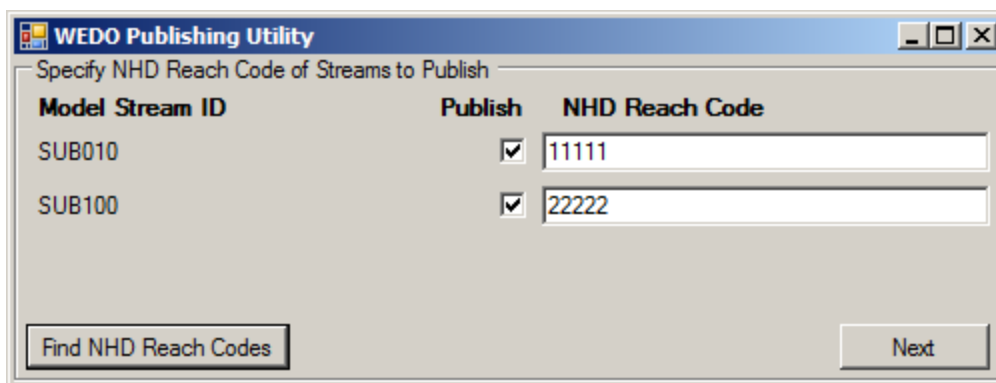 WEDO Publishing Utility
Specify NHD Reach Code of Streams to Publish
Model Stream ID Publish NHD Reach Code
SUB010 11111
SUB100 22222
Find NHD Reach Codes Next